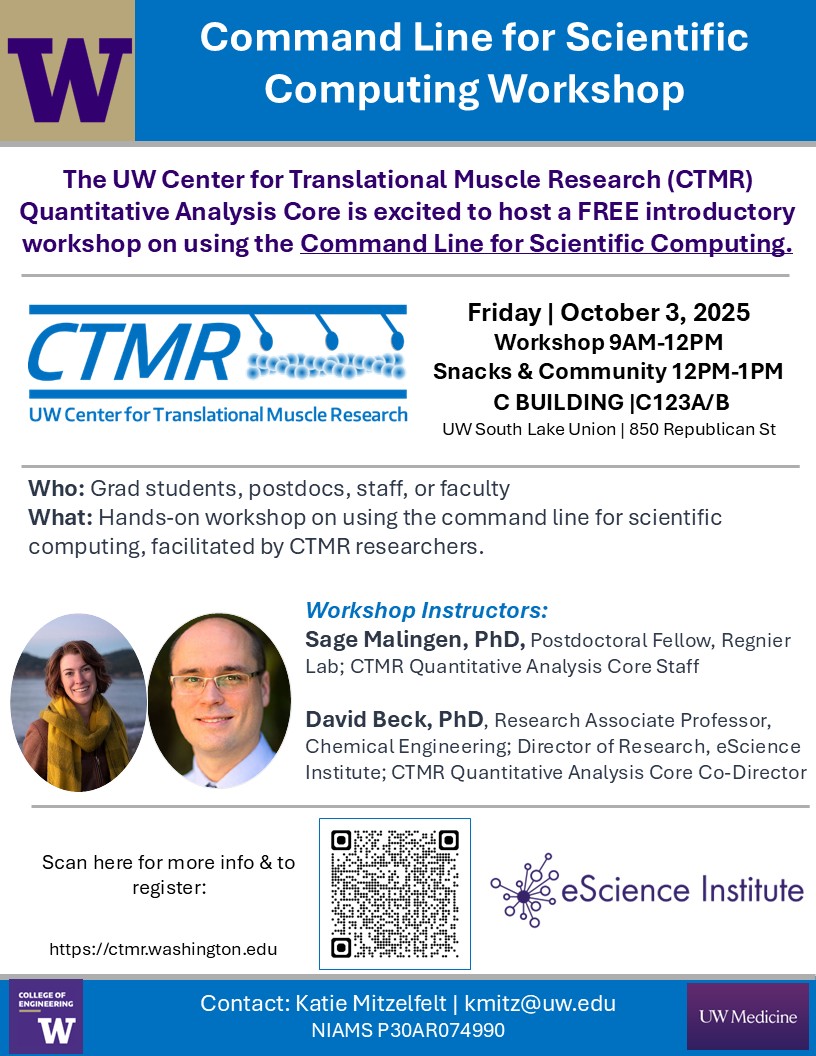 W
Command Line for Scientific
Computing Workshop
The UW Center for Translational Muscle Research (CTMR)
Quantitative Analysis Core is excited to host a FREE introductory
workshop on using the Command Line for Scientific Computing.
CTMR
UW Center for Translational Muscle Research
Friday | October 3, 2025
Workshop 9AM-12PM
Snacks & Community 12PM-1PM
C BUILDING |C123A/B
UW South Lake Union | 850 Republican St
Who: Grad students, postdocs, staff, or faculty
What: Hands-on workshop on using the command line for scientific
computing, facilitated by CTMR researchers.
Workshop Instructors:
Sage Malingen, PhD, Postdoctoral Fellow, Regnier
Lab; CTMR Quantitative Analysis Core Staff
David Beck, PhD, Research Associate Professor,
Chemical Engineering; Director of Research, eScience
Institute; CTMR Quantitative Analysis Core Co-Director
Scan here for more info & to
register:
https://ctmr.washington.edu
eScience Institute
COLLEGE OF
ENGINEERING
W
Contact: Katie Mitzelfelt | kmitz@uw.edu
NIAMS P30AR074990
UW Medicine